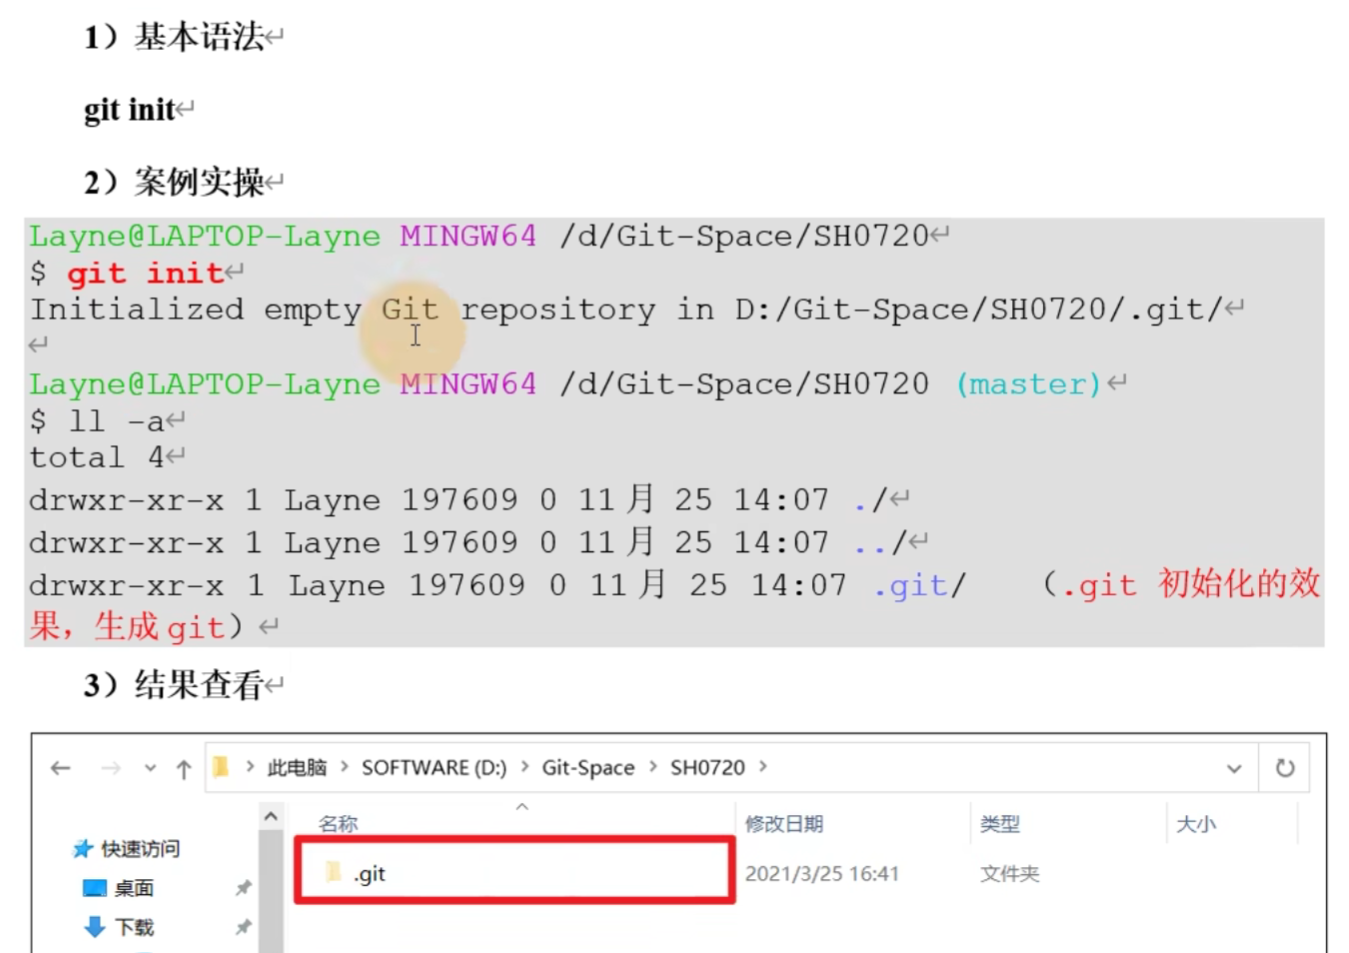 1）基本语法
git init
2）案例实操
Layne@LAPTOP-Layne MINGW64 /d/Git-Space/SH0720
$ git init
Initialized empty Git repository in D:/Git-Space/SH0720/.git/
Layne@LAPTOP-Layne MINGW64 /d/Git-Space/SH0720 (master)
$ ll -a
total 4
drwxr-xr-x 1 Layne 197609 0 11月 25 14:07 ./
drwxr-xr-x 1 Layne 197609 0 11月 25 14:07 ../
drwxr-xr-x 1 Layne 197609 0 11月 25 14:07 .git/ （.git 初始化的效
果，生成 git）
3）结果查看
此电脑 > SOFTWARE (D:) > Git-Space > SH0720 >
名称 修改日期 类型 大小
快速访问
.git 2021/3/25 16:41 文件夹
桌面
下载